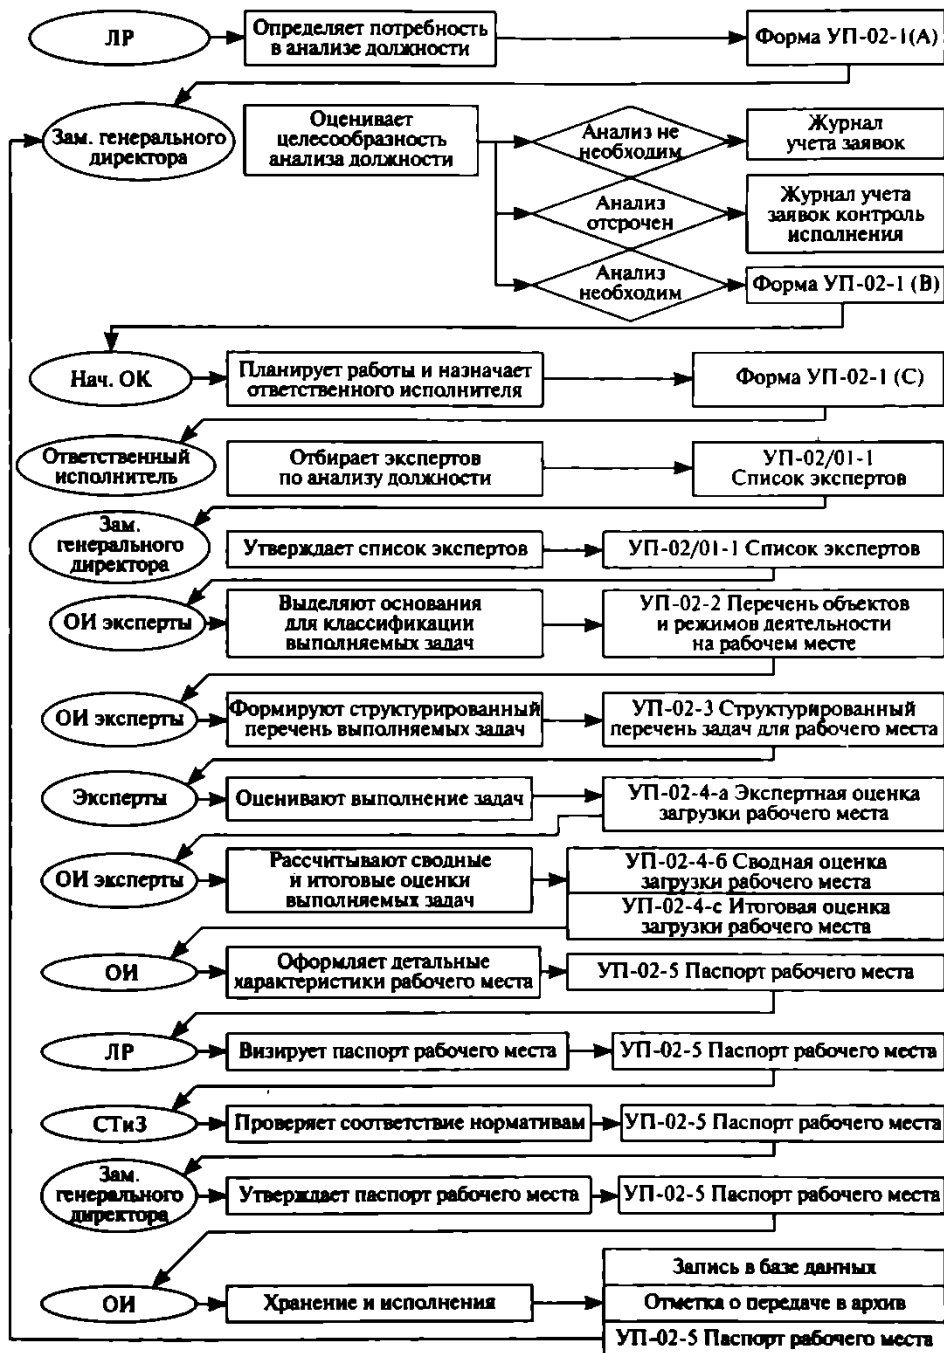 ЛР
Определяет потребность
в анализе должности
Форма УП-02-1(А)
Зам. генерального
директора
Оценивает
целесообразность
анализа должности
Анализ не
необходим
Журнал
учета заявок
Анализ
отсрочен
Журнал учета
заявок контроль
исполнения
Анализ
необходим
Форма УП-02-1 (В)
Нач. ОК
Планирует работы и назначает
ответственного исполнителя
Форма УП-02-1 (С)
Ответственный
исполнитель
Отбирает экспертов
по анализу должности
УП-02/01-1
Список экспертов
Зам.
генерального
директора
Утверждает список экспертов
УП-02/01-1 Список экспертов
ОИ эксперты
Выделяют основания
для классификации
выполняемых задач
УП-02-2 Перечень объектов
и режимов деятельности
на рабочем месте
ОИ эксперты
Формируют структурированный
перечень выполняемых задач
УП-02-3 Структурированный
перечень задач для рабочего места
Эксперты
Оценивают выполнение задач
УП-02-4-а Экспертная оценка
загрузки рабочего места
ОИ эксперты
Рассчитывают сводные
и итоговые оценки
выполняемых задач
УП-02-4-б Сводная оценка
загрузки рабочего места
УП-02-4-с Итоговая оценка
загрузки рабочего места
ОИ
Оформляет детальные
характеристики рабочего места
УП-02-5 Паспорт рабочего места
ЛР
Визирует паспорт рабочего места
УП-02-5 Паспорт рабочего места
СТиЗ
Проверяет соответствие нормативам
УП-02-5 Паспорт рабочего места
Зам.
генерального
директора
Утверждает паспорт рабочего места
УП-02-5 Паспорт рабочего места
ОИ
Хранение и исполнения
Запись в базе данных
Отметка о передаче в архив
УП-02-5 Паспорт рабочего места